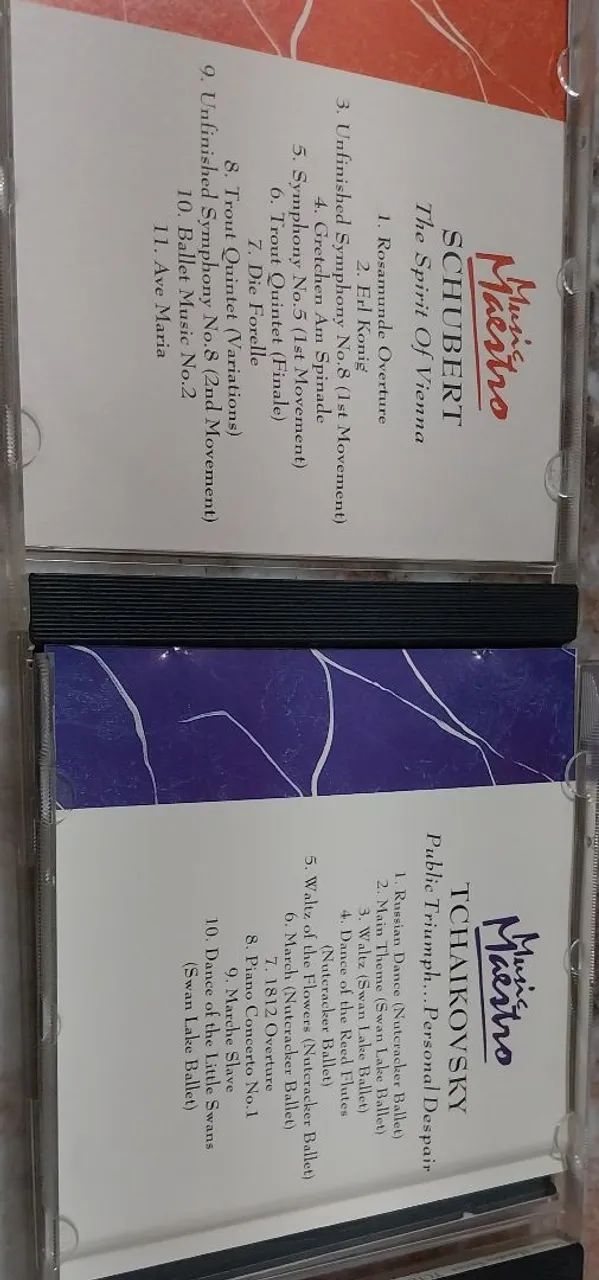 Music
Maestro
SCHUBERT
The Spirit Of Vienna
1. Rosamunde Overture
2. Erl Konig
3. Unfinished Symphony No.8 (1st Movement)
4. Gretchen Am Spinade
5. Symphony No.5 (1st Movement)
6. Trout Quintet (Finale)
7. Die Forelle
8. Trout Quintet (Variations)
9. Unfinished Symphony No.8 (2nd Movement)
10. Ballet Music No.2
11. Ave Maria
Music
Maestro
TCHAIKOVSKY
Public Triumph...Personal Despair
1. Russian Dance (Nutcracker Ballet)
2. Main Theme (Swan Lake Ballet)
3. Waltz (Swan Lake Ballet)
4. Dance of the Reed Flutes
(Nutcracker Ballet)
5. Waltz of the Flowers (Nutcracker Ballet)
6. March (Nutcracker Ballet)
7. 1812 Overture
8. Piano Concerto No.1
9. Marche Slave
10. Dance of the Little Swans
(Swan Lake Ballet)